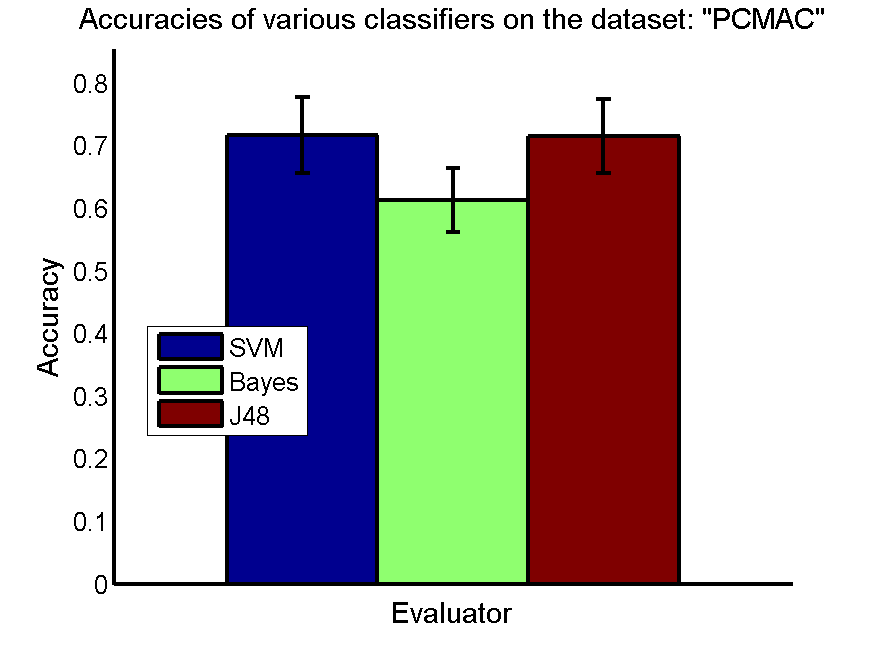 Accuracies of various classifiers on the dataset: "PCMAC"
0.8
0.7
0.6
0.5
0.4
0.3
0.2
0.1
0
Accuracy
SVM
Bayes
J48
Evaluator